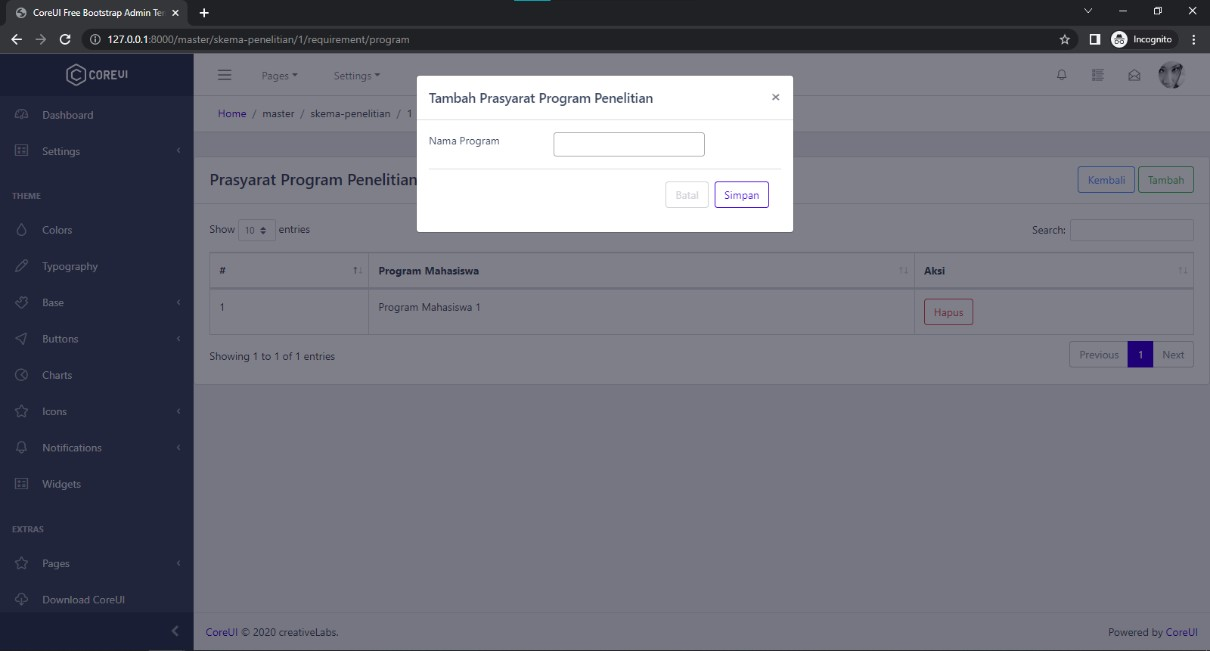 CoreUI Free Bootstrap Admin Te
127.0.0.1:8000/master/skema-penelitian/1/requirement/program
Incognito
COREUI
Pages
Settings
Dashboard
Settings
THEME
Colors
Typography
Base
Buttons
Charts
Icons
Notifications
Widgets
EXTRAS
Pages
Download CoreUI
Home / master / skema-penelitian / 1
Tambah Prasyarat Program Penelitian ×
Nama Program
Batal Simpan
Prasyarat Program Penelitian
Kembali Tambah
Show 10 entries
Search:
# Program Mahasiswa Aksi
1 Program Mahasiswa 1 Hapus
Showing 1 to 1 of 1 entries
Previous 1 Next
CoreUI © 2020 creativeLabs.
Powered by CoreUI